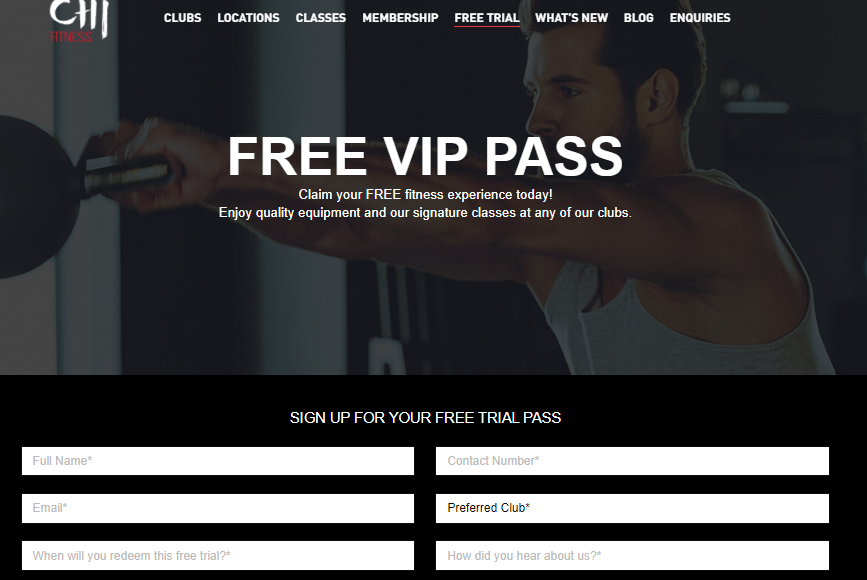 CHI
FITNESS
CLUBS LOCATIONS CLASSES MEMBERSHIP FREE TRIAL WHAT'S NEW BLOG ENQUIRIES
FREE VIP PASS
Claim your FREE fitness experience today!
Enjoy quality equipment and our signature classes at any of our clubs.
SIGN UP FOR YOUR FREE TRIAL PASS
Full Name* Contact Number*
Email* Preferred Club*
When will you redeem this free trial?* How did you hear about us?*